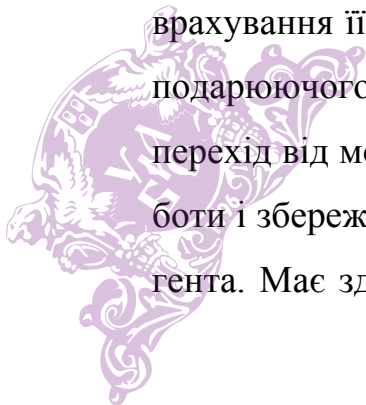 врахування її
подарюючого
перехід від мо
боти і збереж
гента. Має зд